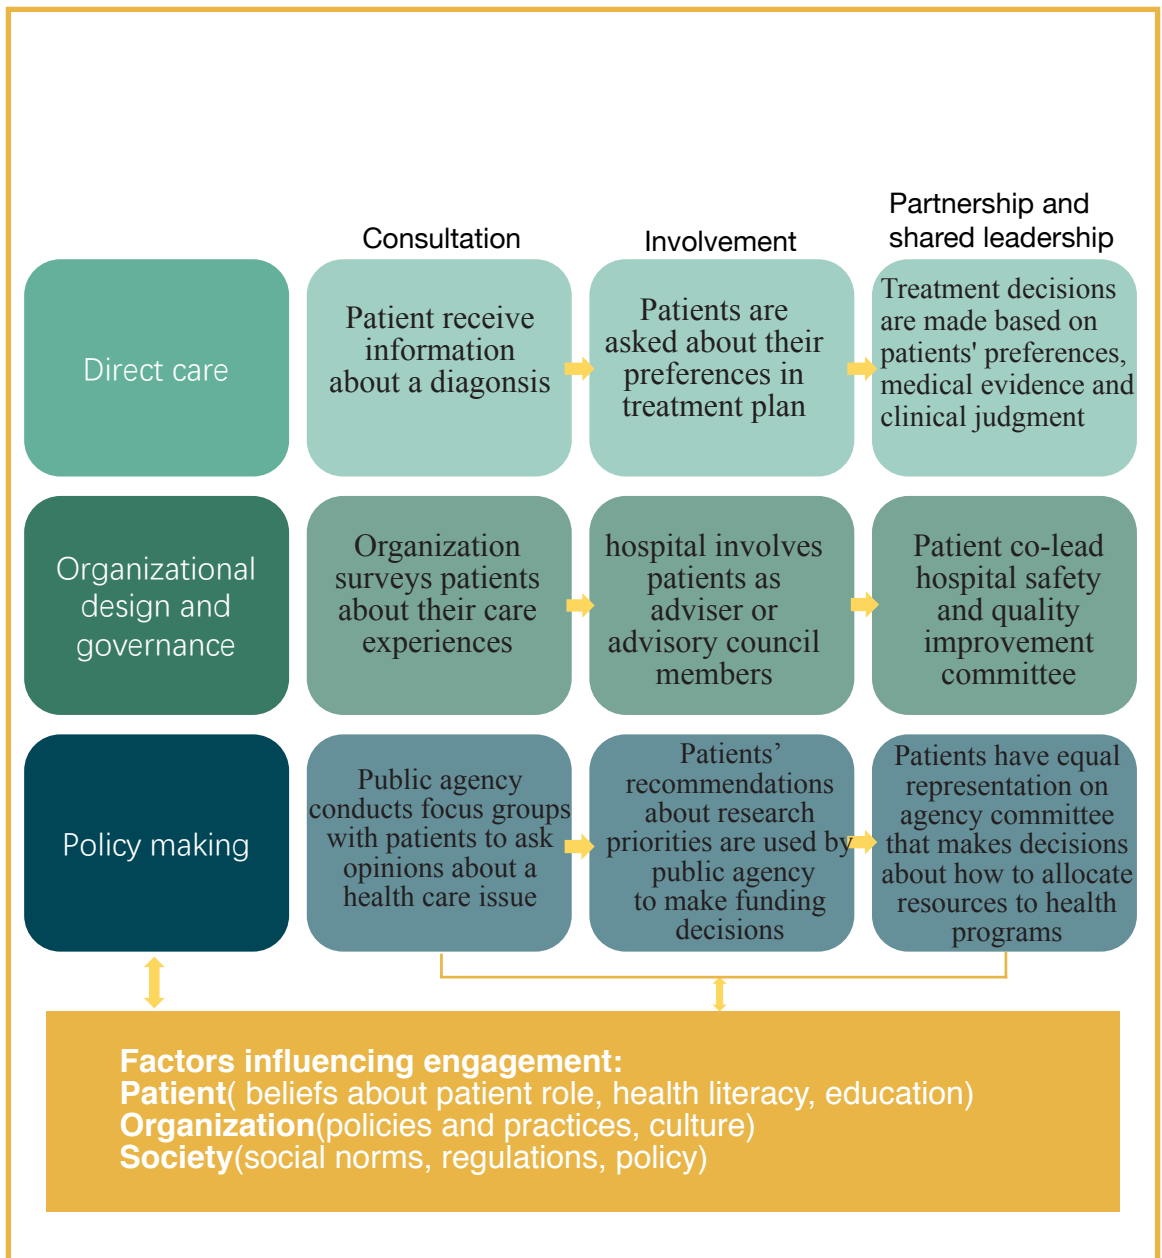 Consultation
Involvement
Partnership and
shared leadership
Direct care
Patient receive
information
about a diagonsis
Patients are
asked about their
preferences in
treatment plan
Treatment decisions
are made based on
patients' preferences,
medical evidence and
clinical judgment
Organizational
design and
governance
Organization
surveys patients
about their care
experiences
hospital involves
patients as
adviser or
advisory council
members
Patient co-lead
hospital safety
and quality
improvement
committee
Policy making
Public agency
conducts focus groups
with patients to ask
opinions about a
health care issue
Patients’
recommendations
about research
priorities are used by
public agency
to make funding
decisions
Patients have equal
representation on
agency committee
that makes decisions
about how to allocate
resources to health
programs
Factors influencing engagement:
Patient( beliefs about patient role, health literacy, education)
Organization(policies and practices, culture)
Society(social norms, regulations, policy)